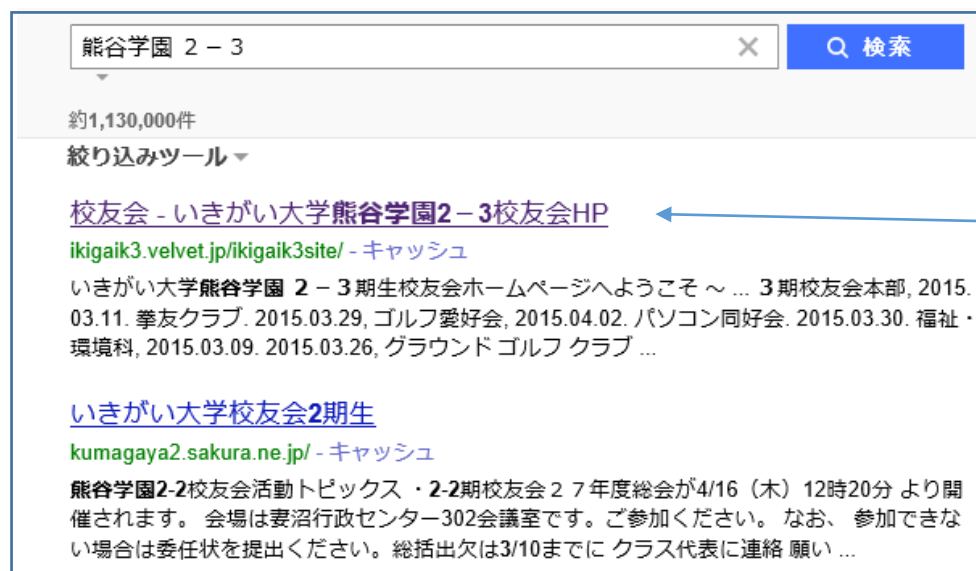 熊谷学園 2－3
検索
約1,130,000件
絞り込みツール
校友会 - いきがい大学熊谷学園2－3校友会HP
ikigaik3.velvet.jp/ikigaik3site/ - キャッシュ
いきがい大学熊谷学園 2－3期生校友会ホームページへようこそ ～ ... 3期校友会本部, 2015.
03.11. 拳友クラブ. 2015.03.29, ゴルフ愛好会, 2015.04.02. パソコン同好会. 2015.03.30. 福祉・
環境科, 2015.03.09. 2015.03.26, グラウンド ゴルフ クラブ ...
いきがい大学校友会2期生
kumagaya2.sakura.ne.jp/ - キャッシュ
熊谷学園2-2校友会活動トピックス ・2-2期校友会２７年度総会が4/16（木）12時20分 より開
催されます。 会場は妻沼行政センター302会議室です。ご参加ください。 なお、 参加できな
い場合は委任状を提出ください。総括出欠は3/10までに クラス代表に連絡 願い ...